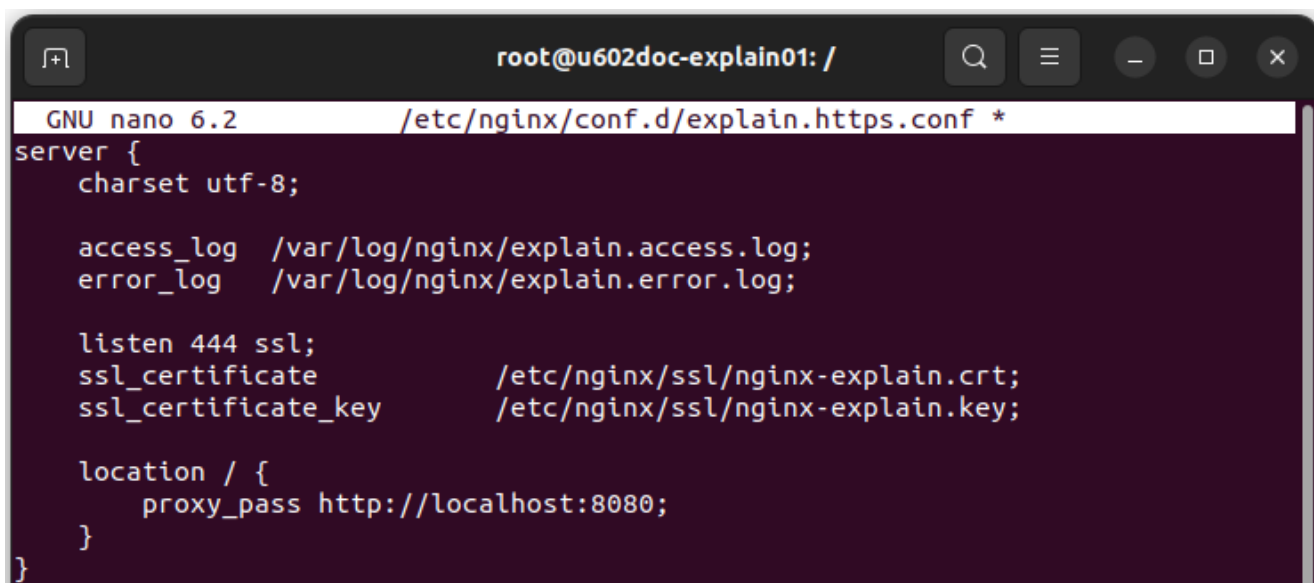 root@u602doc-explain01: /
GNU nano 6.2 /etc/nginx/conf.d/explain.https.conf *
server {
    charset utf-8;

    access_log  /var/log/nginx/explain.access.log;
    error_log   /var/log/nginx/explain.error.log;

    listen 444 ssl;
    ssl_certificate           /etc/nginx/ssl/nginx-explain.crt;
    ssl_certificate_key       /etc/nginx/ssl/nginx-explain.key;

    location / {
        proxy_pass http://localhost:8080;
    }
}